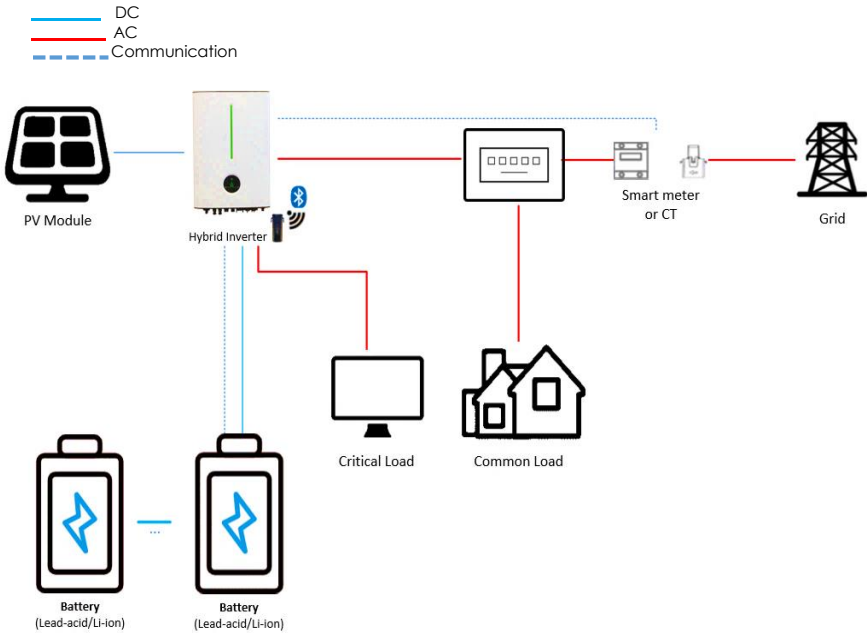 DC
AC
Communication
PV Module
Hybrid Inverter
Smart meter
or CT
Grid
Critical Load
Common Load
...
Battery
(Lead-acid/Li-ion)
Battery
(Lead-acid/Li-ion)